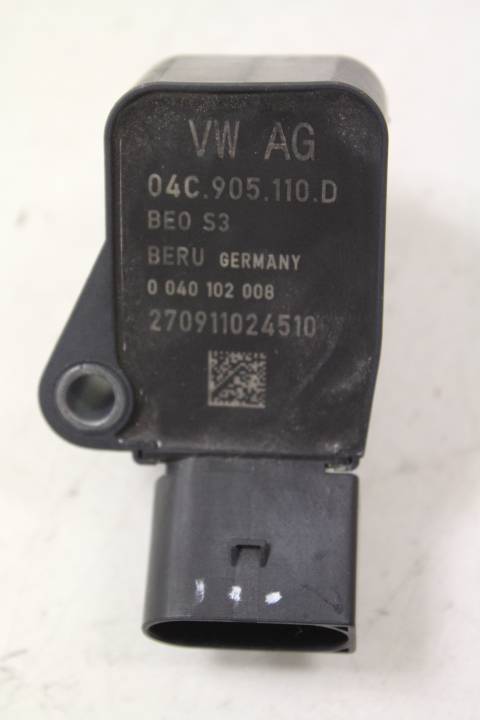 VW AG
04C.905.110.D
BEO S3
BERU GERMANY
0 040 102 008
270911024510